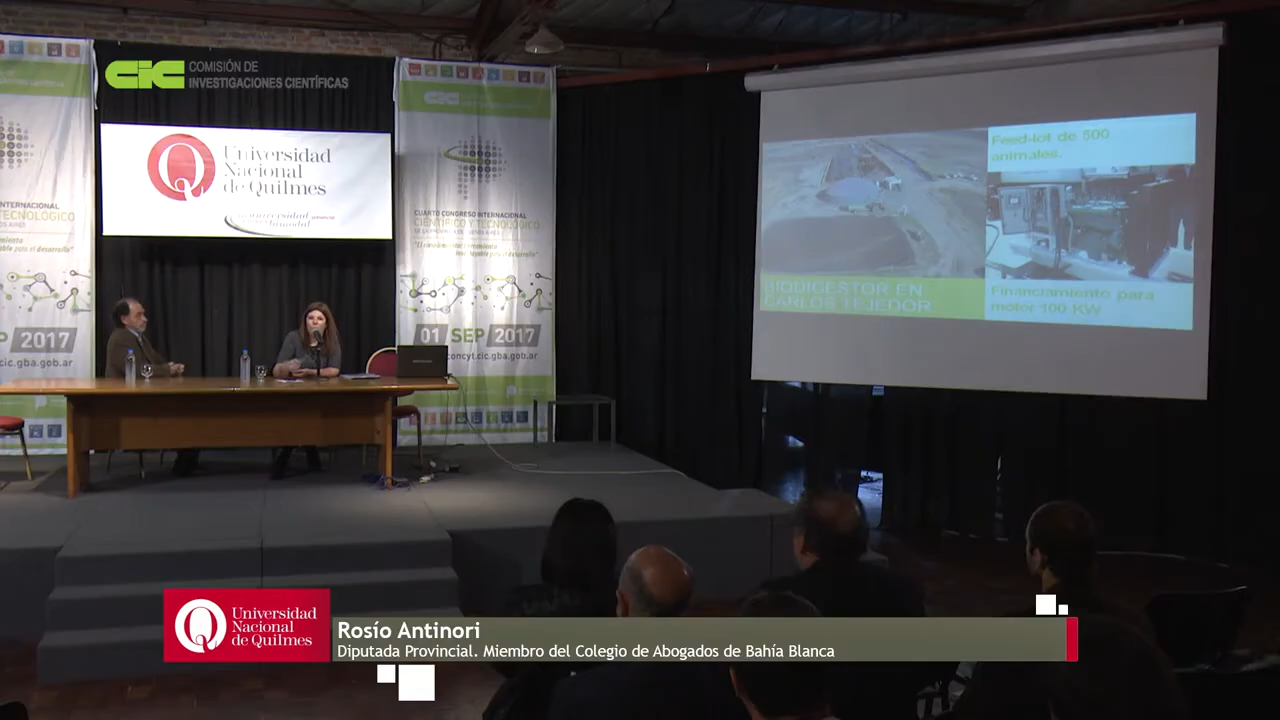 CIC COMISIÓN DE
INVESTIGACIONES CIENTÍFICAS
Universidad
Nacional
de Quilmes
CUARTO CONGRESO INTERNACIONAL
CIENTÍFICO Y TECNOLÓGICO
01 SEP 2017
concyt.cic.gba.gob.ar
INTERNACIONAL
TECNOLÓGICO
P 2017
cic.gba.gob.ar
Feed-lot de 500
animales.
BIODIGESTOR EN
CARLOS TEJEDOR
Financiamiento para
motor 100 KW
Universidad
Nacional
de Quilmes
Rosío Antinori
Diputada Provincial. Miembro del Colegio de Abogados de Bahía Blanca